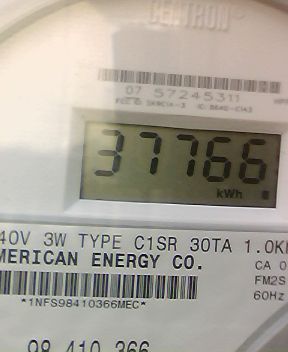 CENTRON
07 57245311
37766
kWh
40V 3W TYPE C1SR 30TA 1.0K
MERICAN ENERGY CO.
CA 0
FM2S
60Hz
*1NFS98410366MEC*
98 410 366